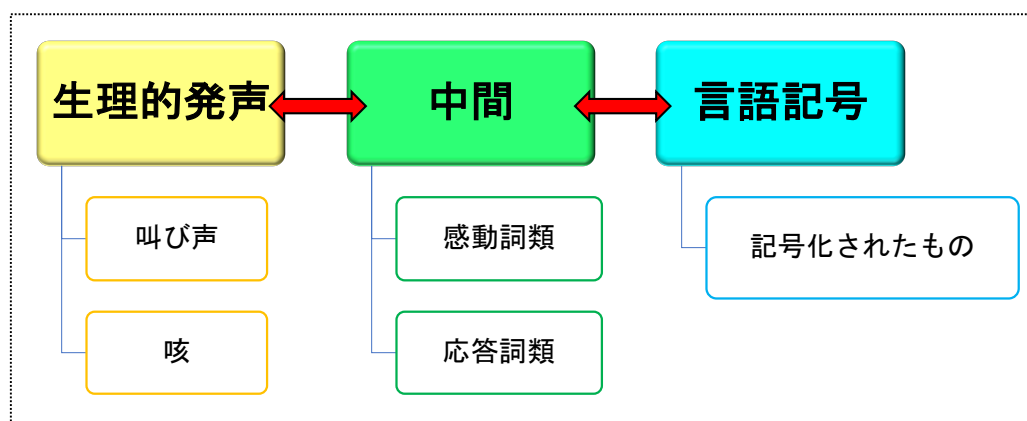 生理的発声
中間
言語記号
叫び声
感動詞類
記号化されたもの
咳
応答詞類